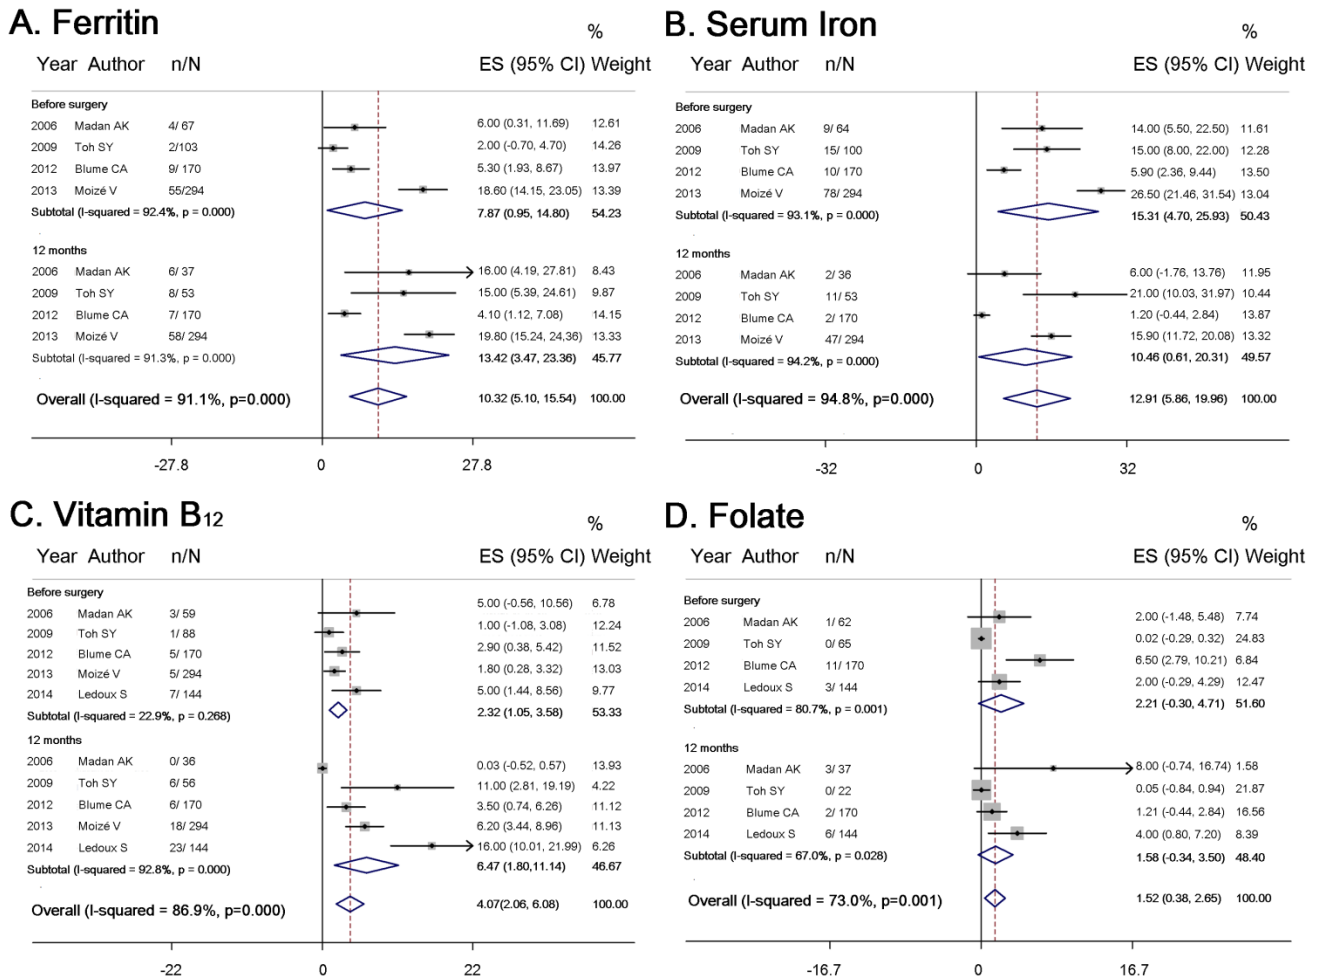 A. Ferritin
%
Year Author n/N ES (95% CI) Weight
Before surgery
2006 Madan AK 4/ 67 6.00 (0.31, 11.69) 12.61
2009 Toh SY 2/103 2.00 (-0.70, 4.70) 14.26
2012 Blume CA 9/ 170 5.30 (1.93, 8.67) 13.97
2013 Moizé V 55/294 18.60 (14.15, 23.05) 13.39
Subtotal (I-squared = 92.4%, p = 0.000) 7.87 (0.95, 14.80) 54.23
12 months
2006 Madan AK 6/ 37 16.00 (4.19, 27.81) 8.43
2009 Toh SY 8/ 53 15.00 (5.39, 24.61) 9.87
2012 Blume CA 7/ 170 4.10 (1.12, 7.08) 14.15
2013 Moizé V 58/ 294 19.80 (15.24, 24.36) 13.33
Subtotal (I-squared = 91.3%, p = 0.000) 13.42 (3.47, 23.36) 45.77
Overall (I-squared = 91.1%, p=0.000) 10.32 (5.10, 15.54) 100.00
-27.8 0 27.8
B. Serum Iron
%
Year Author n/N ES (95% CI) Weight
Before surgery
2006 Madan AK 9/ 64 14.00 (5.50, 22.50) 11.61
2009 Toh SY 15/ 100 15.00 (8.00, 22.00) 12.28
2012 Blume CA 10/ 170 5.90 (2.36, 9.44) 13.50
2013 Moizé V 78/ 294 26.50 (21.46, 31.54) 13.04
Subtotal (I-squared = 93.1%, p = 0.000) 15.31 (4.70, 25.93) 50.43
12 months
2006 Madan AK 2/ 36 6.00 (-1.76, 13.76) 11.95
2009 Toh SY 11/ 53 21.00 (10.03, 31.97) 10.44
2012 Blume CA 2/ 170 1.20 (-0.44, 2.84) 13.87
2013 Moizé V 47/ 294 15.90 (11.72, 20.08) 13.32
Subtotal (I-squared = 94.2%, p = 0.000) 10.46 (0.61, 20.31) 49.57
Overall (I-squared = 94.8%, p=0.000) 12.91 (5.86, 19.96) 100.00
-32 0 32
C. Vitamin B12
%
Year Author n/N ES (95% CI) Weight
Before surgery
2006 Madan AK 3/ 59 5.00 (-0.56, 10.56) 6.78
2009 Toh SY 1/ 88 1.00 (-1.08, 3.08) 12.24
2012 Blume CA 5/ 170 2.90 (0.38, 5.42) 11.52
2013 Moizé V 5/ 294 1.80 (0.28, 3.32) 13.03
2014 Ledoux S 7/ 144 5.00 (1.44, 8.56) 9.77
Subtotal (I-squared = 22.9%, p = 0.268) 2.32 (1.05, 3.58) 53.33
12 months
2006 Madan AK 0/ 36 0.03 (-0.52, 0.57) 13.93
2009 Toh SY 6/ 56 11.00 (2.81, 19.19) 4.22
2012 Blume CA 6/ 170 3.50 (0.74, 6.26) 11.12
2013 Moizé V 18/ 294 6.20 (3.44, 8.96) 11.13
2014 Ledoux S 23/ 144 16.00 (10.01, 21.99) 6.26
Subtotal (I-squared = 92.8%, p = 0.000) 6.47 (1.80,11.14) 46.67
Overall (I-squared = 86.9%, p=0.000) 4.07(2.06, 6.08) 100.00
-22 0 22
D. Folate
%
Year Author n/N ES (95% CI) Weight
Before surgery
2006 Madan AK 1/ 62 2.00 (-1.48, 5.48) 7.74
2009 Toh SY 0/ 65 0.02 (-0.29, 0.32) 24.83
2012 Blume CA 11/ 170 6.50 (2.79, 10.21) 6.84
2014 Ledoux S 3/ 144 2.00 (-0.29, 4.29) 12.47
Subtotal (I-squared = 80.7%, p = 0.001) 2.21 (-0.30, 4.71) 51.60
12 months
2006 Madan AK 3/ 37 8.00 (-0.74, 16.74) 1.58
2009 Toh SY 0/ 22 0.05 (-0.84, 0.94) 21.87
2012 Blume CA 2/ 170 1.21 (-0.44, 2.84) 16.56
2014 Ledoux S 6/ 144 4.00 (0.80, 7.20) 8.39
Subtotal (I-squared = 67.0%, p = 0.028) 1.58 (-0.34, 3.50) 48.40
Overall (I-squared = 73.0%, p=0.001) 1.52 (0.38, 2.65) 100.00
-16.7 0 16.7